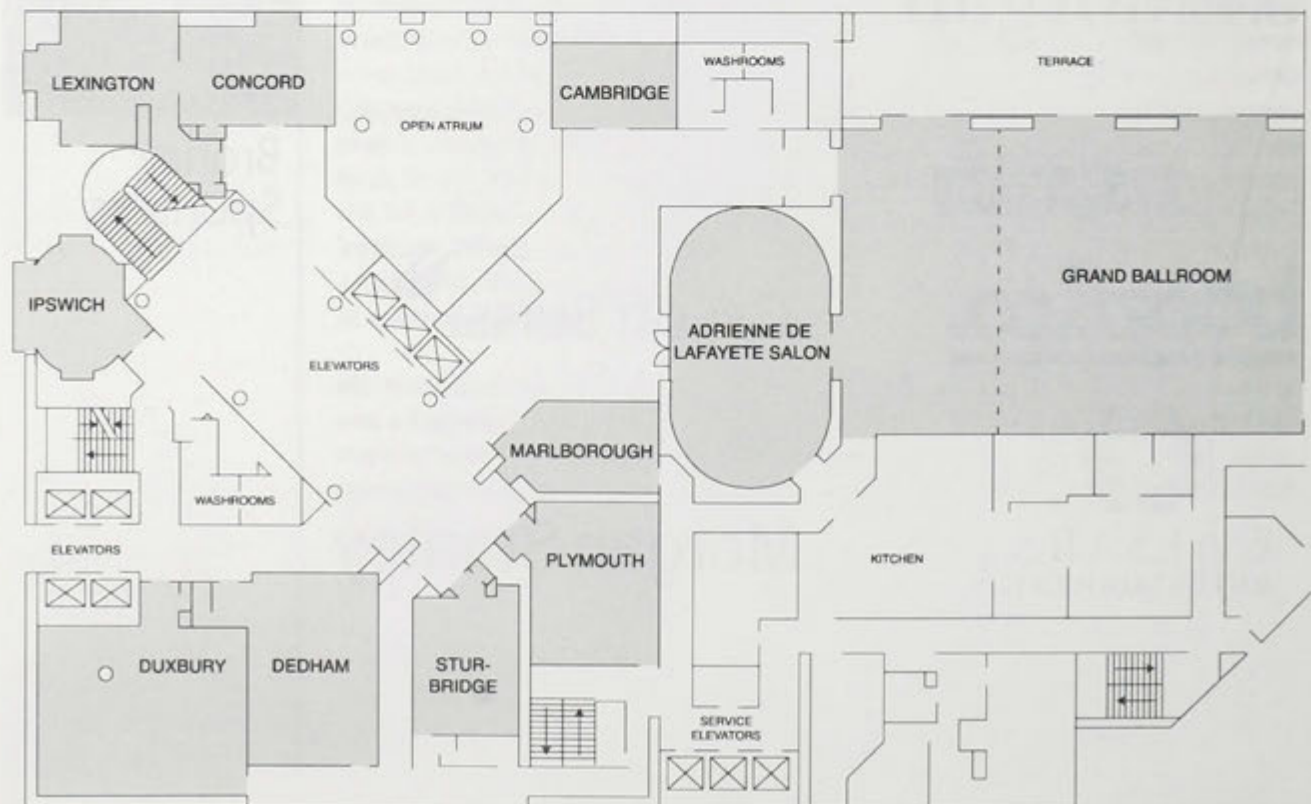 LEXINGTON
CONCORD
OPEN ATRIUM
CAMBRIDGE
WASHROOMS
TERRACE
IPSWICH
ELEVATORS
ADRIENNE DE
LAFAYETE SALON
GRAND BALLROOM
MARLBOROUGH
WASHROOMS
ELEVATORS
PLYMOUTH
KITCHEN
DUXBURY
DEDHAM
STUR-
BRIDGE
SERVICE
ELEVATORS